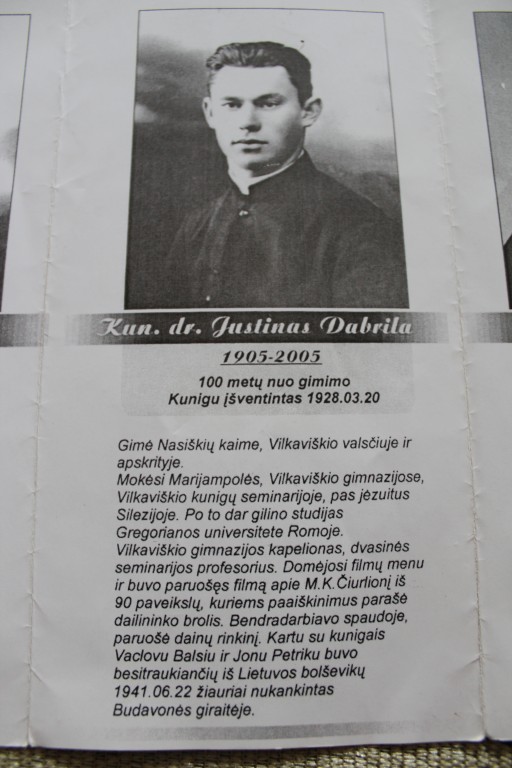 Kun. dr. Justinas Dabrila
1905-2005
100 metų nuo gimimo
Kunigu įšventintas 1928.03.20
Gimė Nasiškių kaime, Vilkaviškio valsčiuje ir
apskrityje.
Mokėsi Marijampolės, Vilkaviškio gimnazijose,
Vilkaviškio kunigų seminarijoje, pas jėzuitus
Silezijoje. Po to dar gilino studijas
Gregorianos universitete Romoje.
Vilkaviškio gimnazijos kapelionas, dvasinės
seminarijos profesorius. Domėjosi filmų menu
ir buvo paruošęs filmą apie M.K.Čiurlionį iš
90 paveikslų, kuriems paaiškinimus parašė
dailininko brolis. Bendradarbiavo spaudoje,
paruošė dainų rinkinį. Kartu su kunigais
Vaclovu Balsiu ir Jonu Petriku buvo
besitraukiančių iš Lietuvos bolševikų
1941.06.22 žiauriai nukankintas
Budavonės giraitėje.